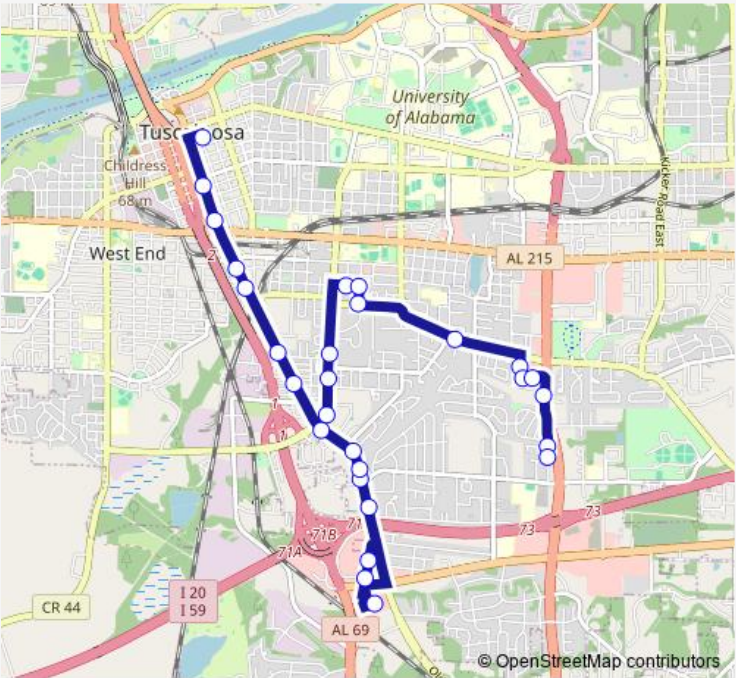 University
of Alabama
Tuscaloosa
Childress
Hill
68 m
Kicker Road East
West End
2
AL 215
1
1
73
73
71
71B
71A
I 20
I 59
CR 44
AL 69
© OpenStreetMap contributors